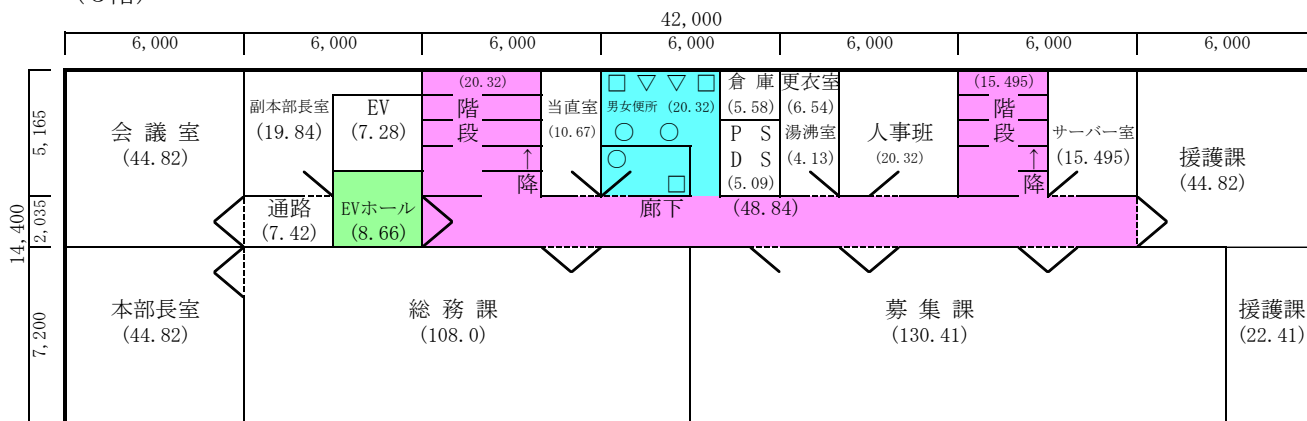 42,000
6,000 6,000 6,000 6,000 6,000 6,000 6,000
14,400
5,165
2,035
7,200
会議室
(44.82)
副本部長室
(19.84)
EV
(7.28)
(20.32)
階段
↑
降
当直室
(10.67)
男女便所 (20.32)
倉庫
(5.58)
P S
D S
(5.09)
更衣室
(6.54)
湯沸室
(4.13)
人事班
(20.32)
(15.495)
階段
↑
降
サーバー室
(15.495)
援護課
(44.82)
通路
(7.42)
EVホール
(8.66)
廊下 (48.84)
本部長室
(44.82)
総務課
(108.0)
募集課
(130.41)
援護課
(22.41)